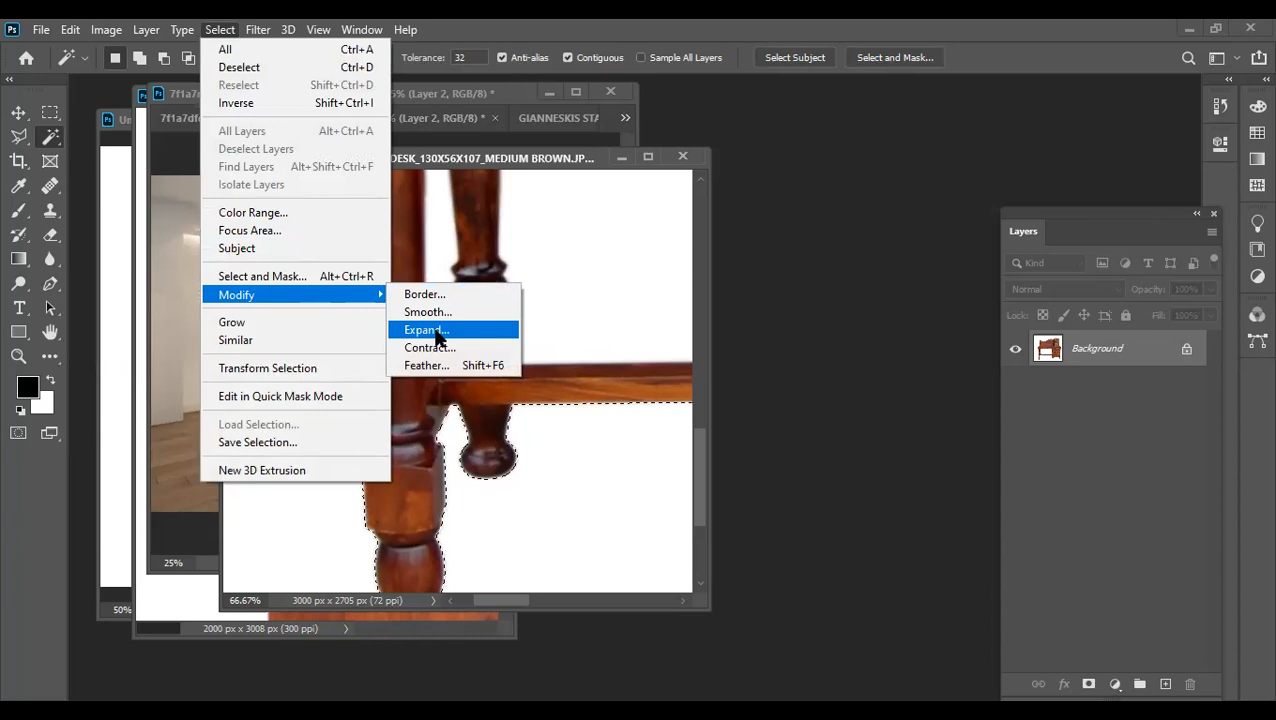 Ps File Edit Image Layer Type Select Filter 3D View Window Help
Tolerance: 32 Anti-alias Contiguous Sample All Layers Select Subject Select and Mask...
All Ctrl+A
Deselect Ctrl+D
Reselect Shift+Ctrl+D
Inverse Shift+Ctrl+I
All Layers Alt+Ctrl+A
Deselect Layers
Find Layers Alt+Shift+Ctrl+F
Isolate Layers
Color Range...
Focus Area...
Subject
Select and Mask... Alt+Ctrl+R
Modify
Grow
Similar
Transform Selection
Edit in Quick Mask Mode
Load Selection...
Save Selection...
New 3D Extrusion
Border...
Smooth...
Expand...
Contract...
Feather... Shift+F6
% (Layer 2, RGB/8) *
% (Layer 2, RGB/8) * × GIANNESKIS STA
DESK_130X56X107_MEDIUM BROWN.JP...
25%
50%
66.67% 3000 px x 2705 px (72 ppi)
2000 px x 3008 px (300 ppi)
Layers
Kind
Normal Opacity: 100%
Lock: Fill:
Background